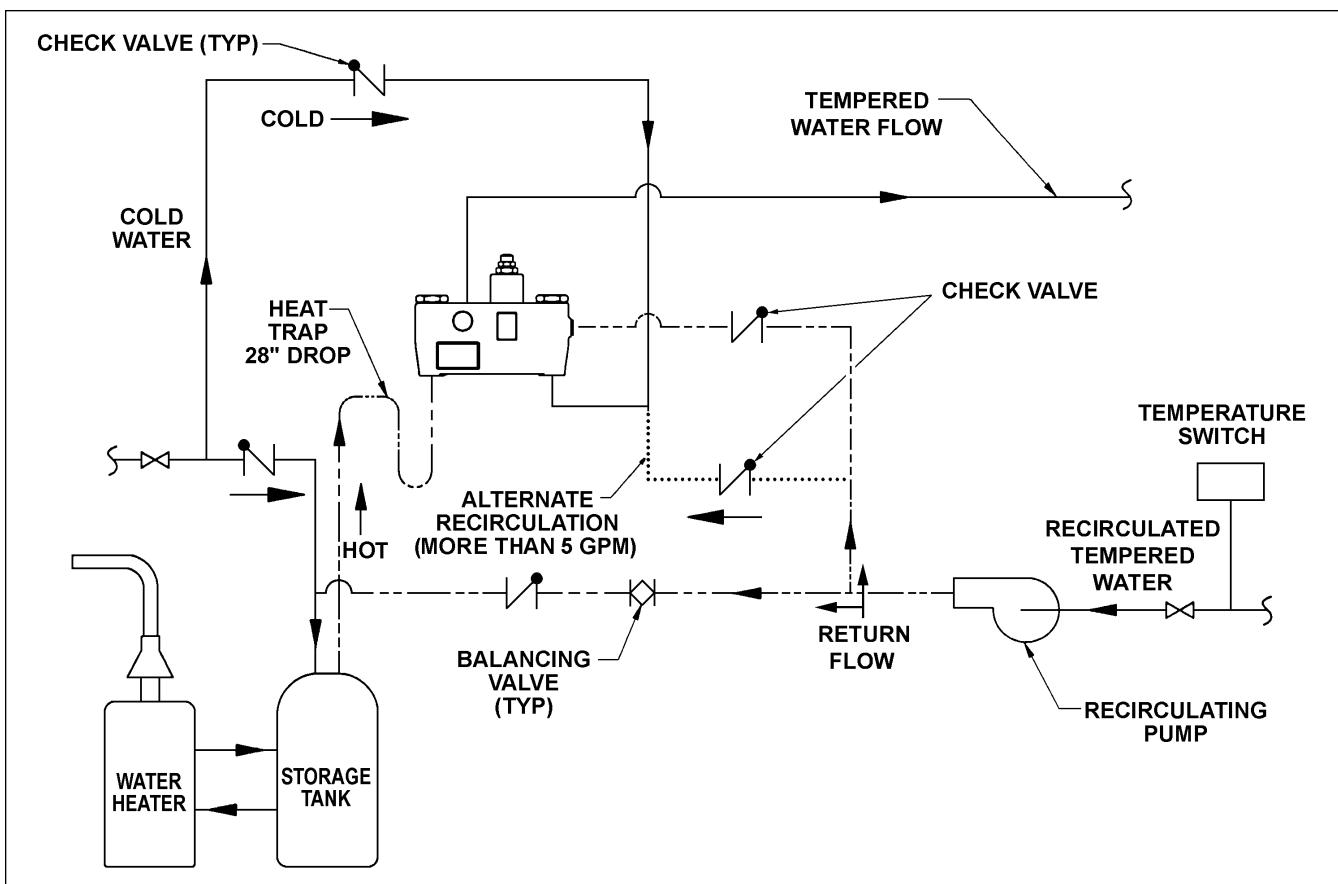 CHECK VALVE (TYP)
COLD
TEMPERED
WATER FLOW
COLD
WATER
HEAT
TRAP
28" DROP
CHECK VALVE
TEMPERATURE
SWITCH
ALTERNATE
RECIRCULATION
(MORE THAN 5 GPM)
HOT
RECIRCULATED
TEMPERED
WATER
RETURN
FLOW
BALANCING
VALVE
(TYP)
RECIRCULATING
PUMP
WATER
HEATER
STORAGE
TANK